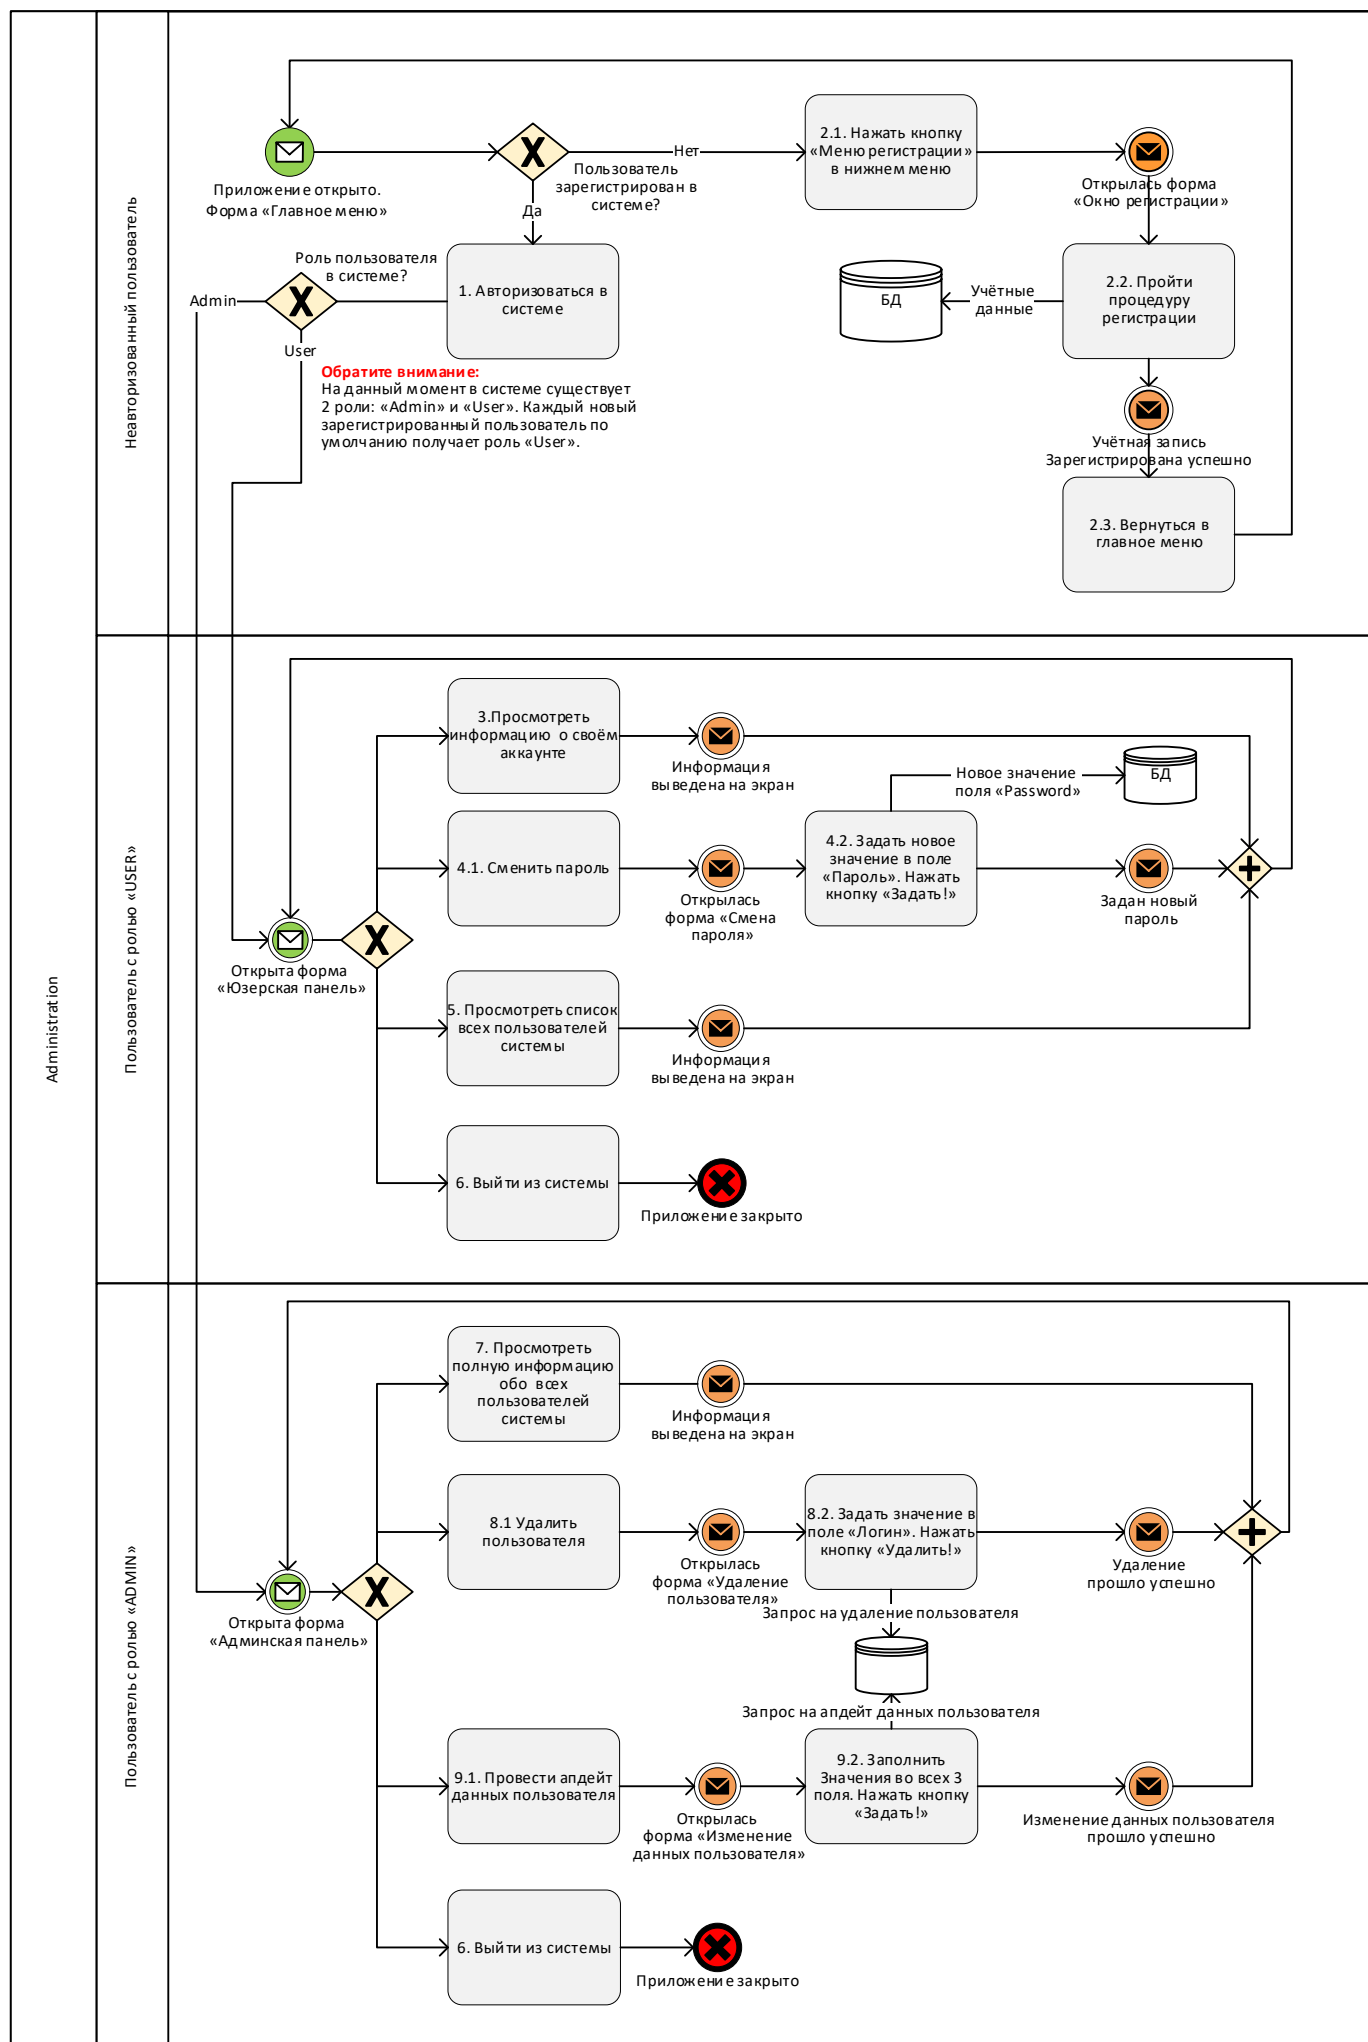 Administration
Неавторизованный пользователь
Приложение открыто.
Форма «Главное меню»
Пользователь
зарегистрирован в
системе?
Нет
Да
2.1. Нажать кнопку
«Меню регистрации»
в нижнем меню
Открылась форма
«Окно регистрации»
Роль пользователя
в системе?
Admin
User
1. Авторизоваться в
системе
БД
Учётные
данные
2.2. Пройти
процедуру
регистрации
Обратите внимание:
На данный момент в системе существует
2 роли: «Admin» и «User». Каждый новый
зарегистрированный пользователь по
умолчанию получает роль «User».
Учётная запись
Зарегистрирована успешно
2.3. Вернуться в
главное меню
Пользователь с ролью «USER»
3.Просмотреть
информацию о своём
аккаунте
Информация
выведена на экран
Новое значение
поля «Password»
БД
4.1. Сменить пароль
Открылась
форма «Смена
пароля»
4.2. Задать новое
значение в поле
«Пароль». Нажать
кнопку «Задать!»
Задан новый
пароль
Открыта форма
«Юзерская панель»
5. Просмотреть список
всех пользователей
системы
Информация
выведена на экран
6. Выйти из системы
Приложение закрыто
Пользователь с ролью «ADMIN»
7. Просмотреть
полную информацию
обо всех
пользователей
системы
Информация
выведена на экран
8.1 Удалить
пользователя
Открылась
форма «Удаление
пользователя»
8.2. Задать значение в
поле «Логин». Нажать
кнопку «Удалить!»
Удаление
прошло успешно
Открыта форма
«Админская панель»
Запрос на удаление пользователя
Запрос на апдейт данных пользователя
9.1. Провести апдейт
данных пользователя
Открылась
форма «Изменение
данных пользователя»
9.2. Заполнить
Значения во всех 3
поля. Нажать кнопку
«Задать!»
Изменение данных пользователя
прошло успешно
6. Выйти из системы
Приложение закрыто